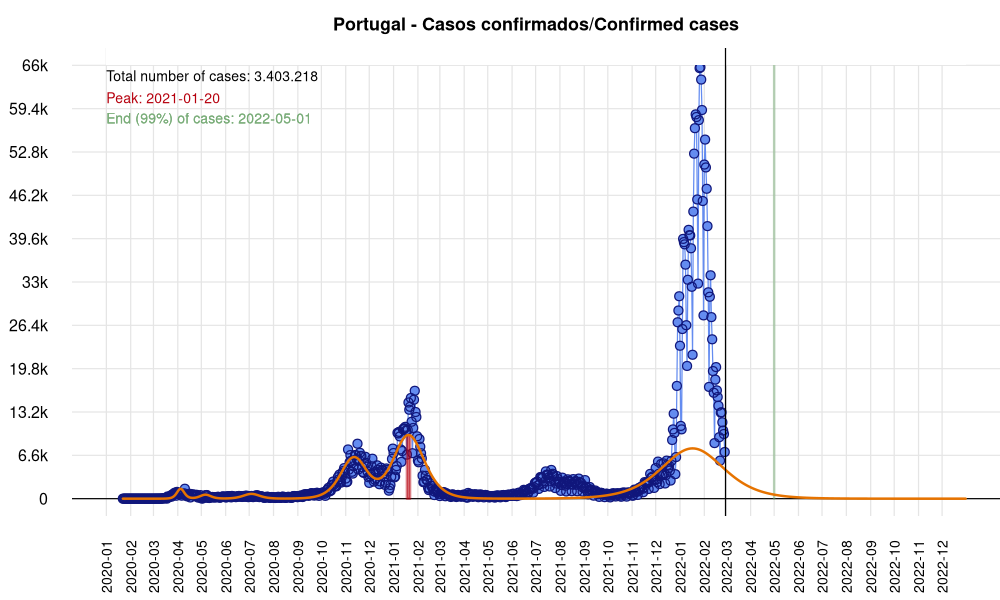 Portugal - Casos confirmados/Confirmed cases
Total number of cases: 3.403.218
Peak: 2021-01-20
End (99%) of cases: 2022-05-01
66k
59.4k
52.8k
46.2k
39.6k
33k
26.4k
19.8k
13.2k
6.6k
0
2020-01
2020-02
2020-03
2020-04
2020-05
2020-06
2020-07
2020-08
2020-09
2020-10
2020-11
2020-12
2021-01
2021-03
2021-04
2021-05
2021-06
2021-07
2021-08
2021-09
2021-10
2021-11
2021-12
2022-01
2022-02
2022-03
2022-04
2022-05
2022-06
2022-07
2022-08
2022-09
2022-10
2022-11
2022-12